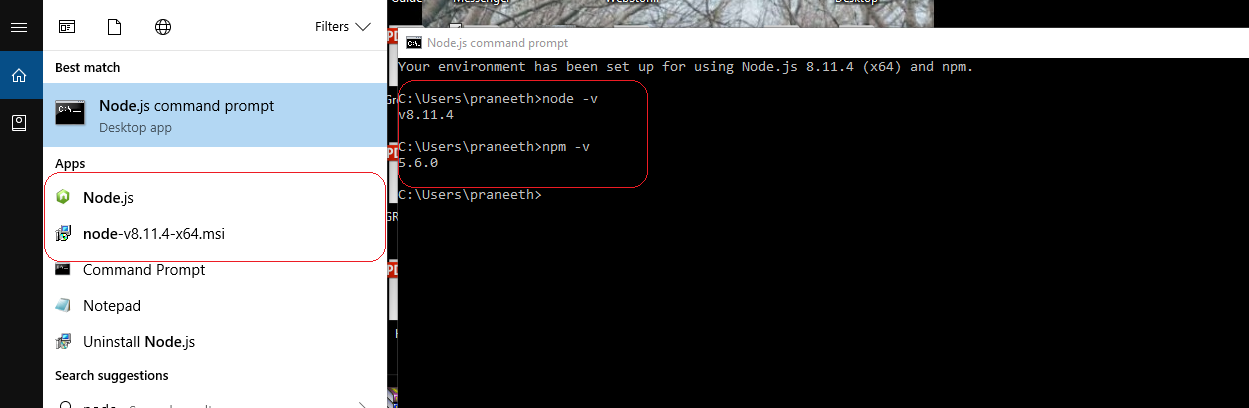 Filters
Best match
Node.js command prompt
Desktop app
Apps
Node.js
node-v8.11.4-x64.msi
Command Prompt
Notepad
Uninstall Node.js
Search suggestions
Guide
Messenger
Webstorm
Desktop
Node.js command prompt
Your environment has been set up for using Node.js 8.11.4 (x64) and npm.
C:\Users\praneeth>node -v
v8.11.4
C:\Users\praneeth>npm -v
5.6.0
C:\Users\praneeth>